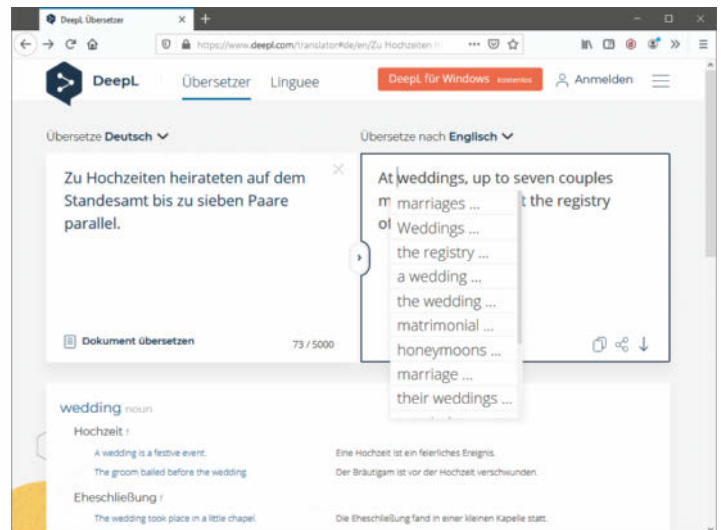 DeepL Übersetzer
https://www.deepl.com/translator#de/en/Zu Hochzeiten h
DeepL
Übersetzer
Linguee
DeepL für Windows kostenlos
Anmelden
Übersetze Deutsch
Übersetze nach Englisch
Zu Hochzeiten heirateten auf dem
Standesamt bis zu sieben Paare
parallel.
At weddings, up to seven couples
m t the registry
of
marriages ...
Weddings ...
the registry ...
a wedding ...
the wedding ...
matrimonial ...
honeymoons ...
marriage ...
their weddings ...
Dokument übersetzen
73 / 5000
wedding noun
Hochzeit f
A wedding is a festive event.
Eine Hochzeit ist ein feierliches Ereignis.
The groom bailed before the wedding.
Der Bräutigam ist vor der Hochzeit verschwunden.
Eheschließung f
The wedding took place in a little chapel.
Die Eheschließung fand in einer kleinen Kapelle statt.